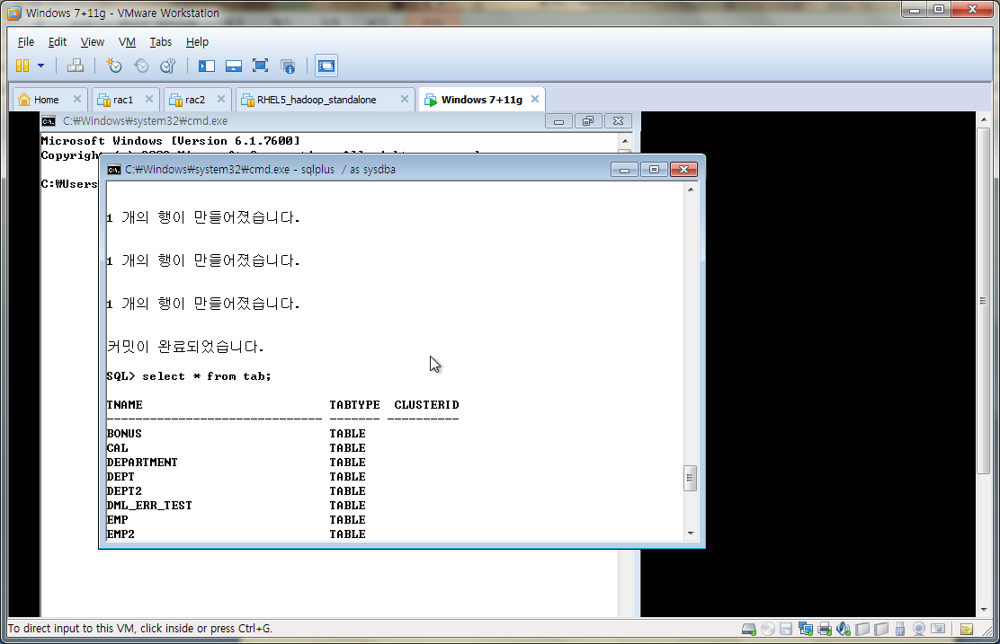 Windows 7+11g - VMware Workstation
File Edit View VM Tabs Help
Home rac1 rac2 RHEL5_hadoop_standalone Windows 7+11g
C:₩Windows₩system32₩cmd.exe
Microsoft Windows [Version 6.1.7600]
C:₩Users
C:₩Windows₩system32₩cmd.exe - sqlplus / as sysdba
1 개의 행이 만들어졌습니다.
1 개의 행이 만들어졌습니다.
1 개의 행이 만들어졌습니다.
커밋이 완료되었습니다.
SQL> select * from tab;
TNAME TABTYPE CLUSTERID
------------------------------ ------- ----------
BONUS TABLE
CAL TABLE
DEPARTMENT TABLE
DEPT TABLE
DEPT2 TABLE
DML_ERR_TEST TABLE
EMP TABLE
EMP2 TABLE
To direct input to this VM, click inside or press Ctrl+G.